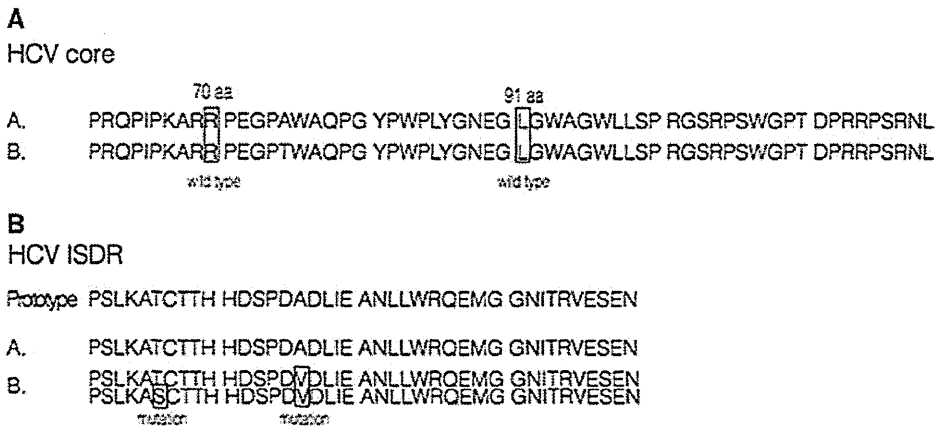 A
HCV core
70 aa 91 aa
A. PRQPIPKARR PEGPAWAQPG YPWPLYGNEG LGWAGWLLSP RGSRPSWGPT DPRRPSRNL
B. PRQPIPKARR PEGPTWAQPG YPWPLYGNEG LGWAGWLLSP RGSRPSWGPT DPRRPSRNL
wild type wild type
B
HCV ISDR
Prototype PSLKATCTTH HDSPDADLIE ANLLWRQEMG GNITRVESEN
A. PSLKATCTTH HDSPDADLIE ANLLWRQEMG GNITRVESEN
B. PSLKATCTTH HDSPDVDLIE ANLLWRQEMG GNITRVESEN
PSLKASCTTH HDSPDVDLIE ANLLWRQEMG GNITRVESEN
mutation mutation